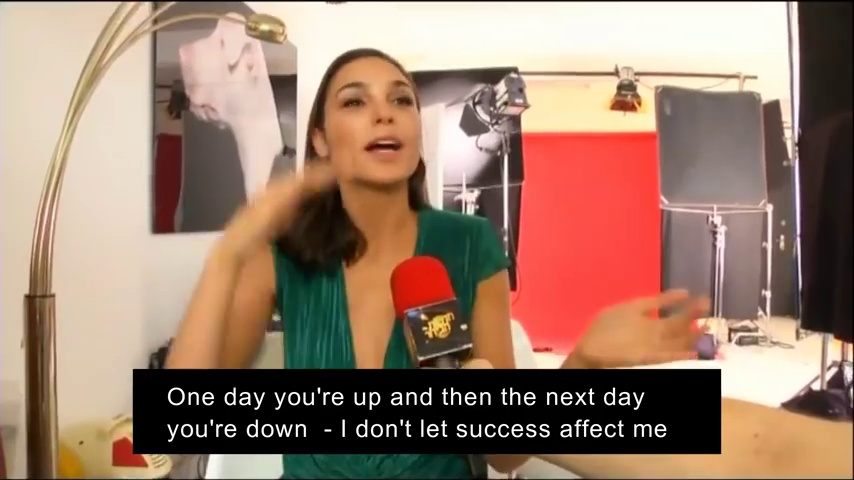 One day you're up and then the next day
you're down  - I don't let success affect me